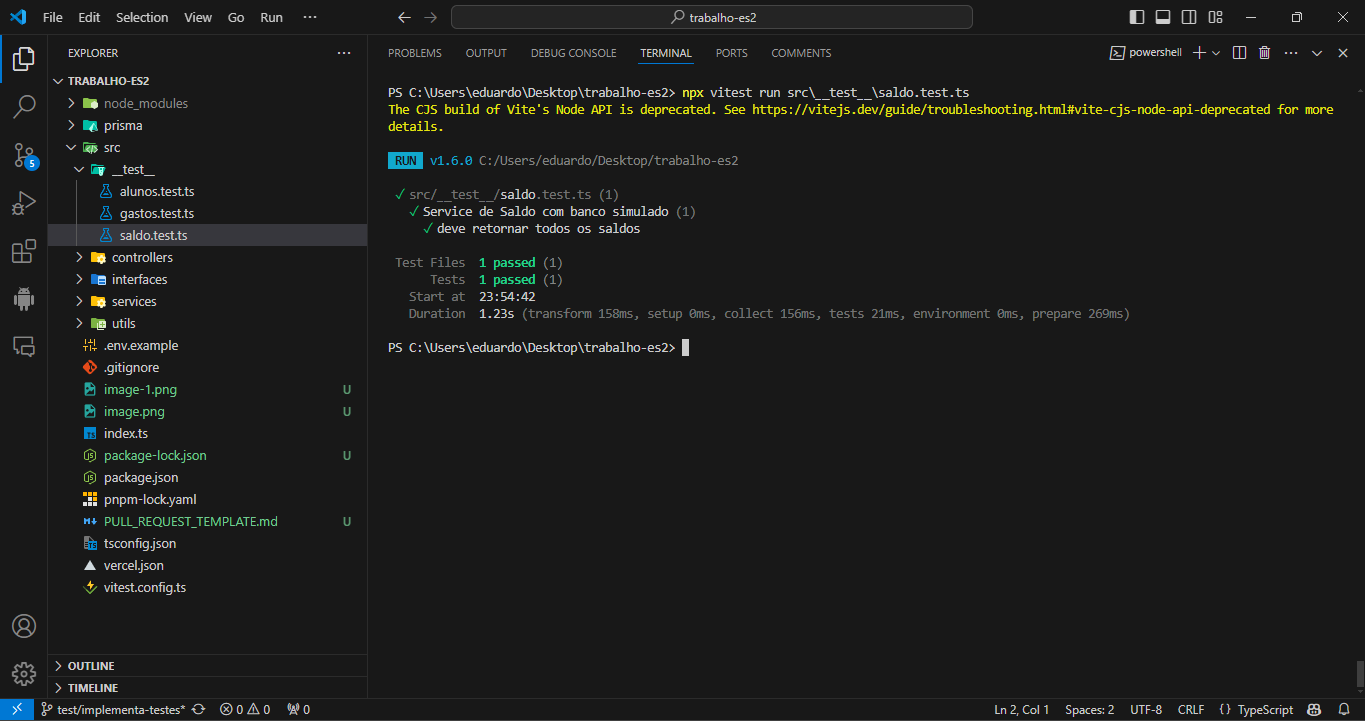 File Edit Selection View Go Run ··· trabalho-es2
EXPLORER ···
TRABALHO-ES2
node_modules
prisma
src
__test__
alunos.test.ts
gastos.test.ts
saldo.test.ts
controllers
interfaces
services
utils
.env.example
.gitignore
image-1.png U
image.png U
index.ts
package-lock.json U
package.json
pnpm-lock.yaml
PULL_REQUEST_TEMPLATE.md U
tsconfig.json
vercel.json
vitest.config.ts
OUTLINE
TIMELINE
5
PROBLEMS OUTPUT DEBUG CONSOLE TERMINAL PORTS COMMENTS powershell
PS C:\Users\eduardo\Desktop\trabalho-es2> npx vitest run src\__test__\saldo.test.ts
The CJS build of Vite's Node API is deprecated. See https://vitejs.dev/guide/troubleshooting.html#vite-cjs-node-api-deprecated for more
details.
RUN v1.6.0 C:/Users/eduardo/Desktop/trabalho-es2
✓ src/__test__/saldo.test.ts (1)
✓ Service de Saldo com banco simulado (1)
✓ deve retornar todos os saldos
Test Files 1 passed (1)
Tests 1 passed (1)
Start at 23:54:42
Duration 1.23s (transform 158ms, setup 0ms, collect 156ms, tests 21ms, environment 0ms, prepare 269ms)
PS C:\Users\eduardo\Desktop\trabalho-es2>
test/implementa-testes* 0 0 0 Ln 2, Col 1 Spaces: 2 UTF-8 CRLF {} TypeScript